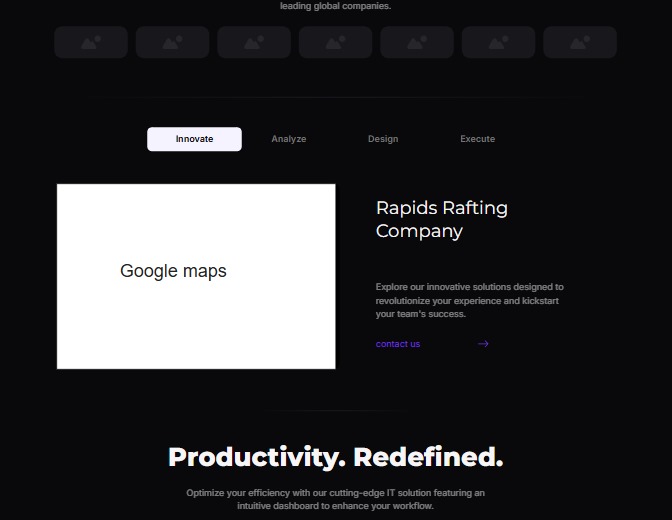 leading global companies.
Innovate
Analyze
Design
Execute
Google maps
Rapids Rafting
Company
Explore our innovative solutions designed to
revolutionize your experience and kickstart
your team's success.
contact us
Productivity. Redefined.
Optimize your efficiency with our cutting-edge IT solution featuring an
intuitive dashboard to enhance your workflow.